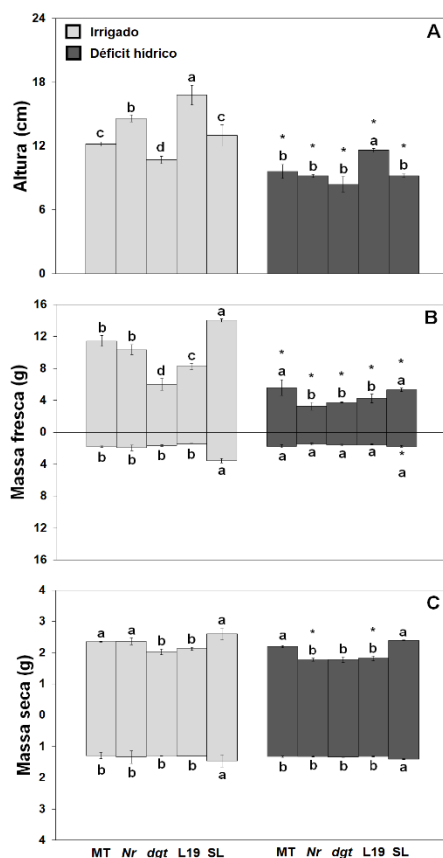 24
18
12
6
0
Altura (cm)
Irrigado
Déficit hídrico
A
c
b
d
a
c
* * * * *
b
b
b
a
b
16
12
8
4
0
4
8
12
16
Massa fresca (g)
B
b
b
d
c
a
* * * * *
a
b
b
b
a
b b b b a
a a a a
*
a
4
3
2
1
0
1
2
3
4
Massa seca (g)
C
a a b b a
* *
a b b b a
b b b b a
b b b b a
MT Nr dgt L19 SL MT Nr dgt L19 SL